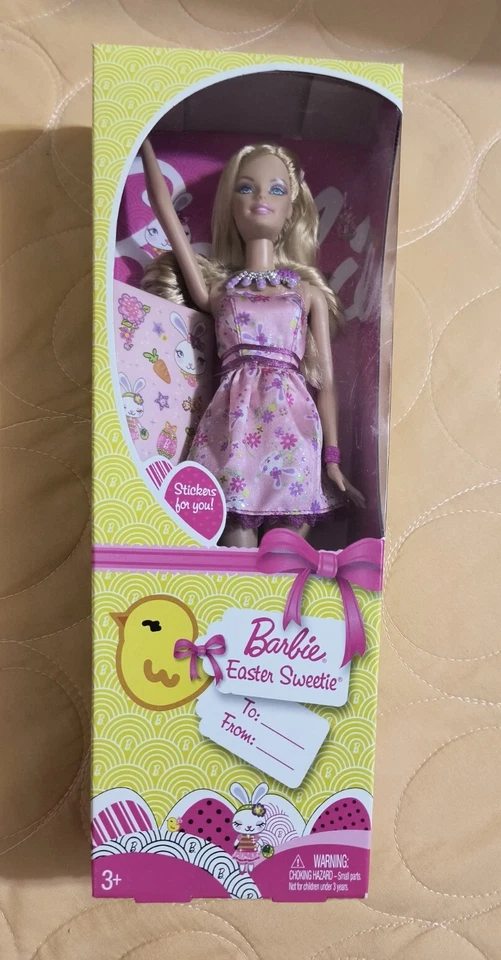 Stickers
for you!
Barbie®
Easter Sweetie®
To:
From:
3+
WARNING:
CHOKING HAZARD – Small parts.
Not for children under 3 years.